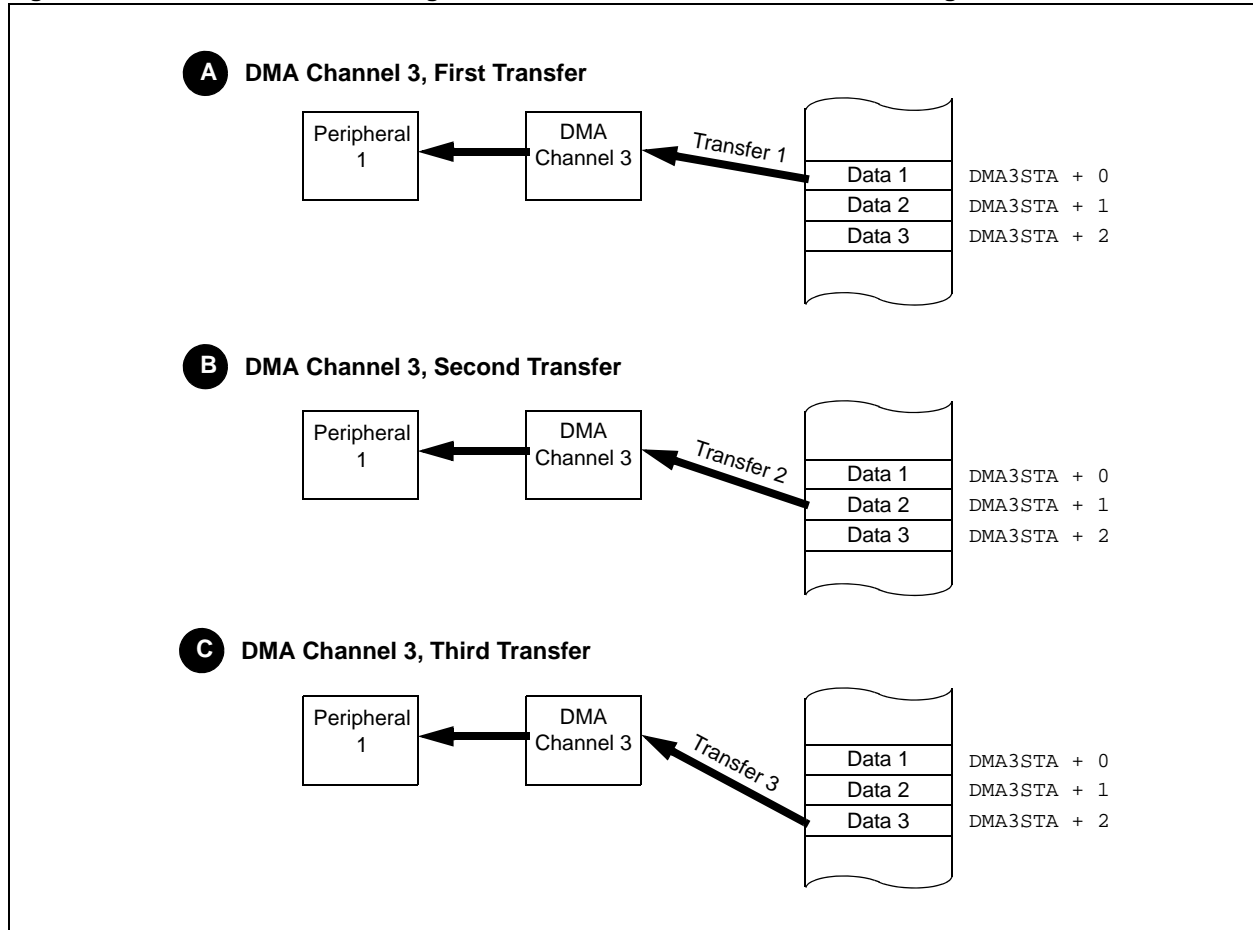 A DMA Channel 3, First Transfer
Peripheral
1
DMA
Channel 3
Transfer 1
Data 1 DMA3STA + 0
Data 2 DMA3STA + 1
Data 3 DMA3STA + 2
B DMA Channel 3, Second Transfer
Peripheral
1
DMA
Channel 3
Transfer 2
Data 1 DMA3STA + 0
Data 2 DMA3STA + 1
Data 3 DMA3STA + 2
C DMA Channel 3, Third Transfer
Peripheral
1
DMA
Channel 3
Transfer 3
Data 1 DMA3STA + 0
Data 2 DMA3STA + 1
Data 3 DMA3STA + 2